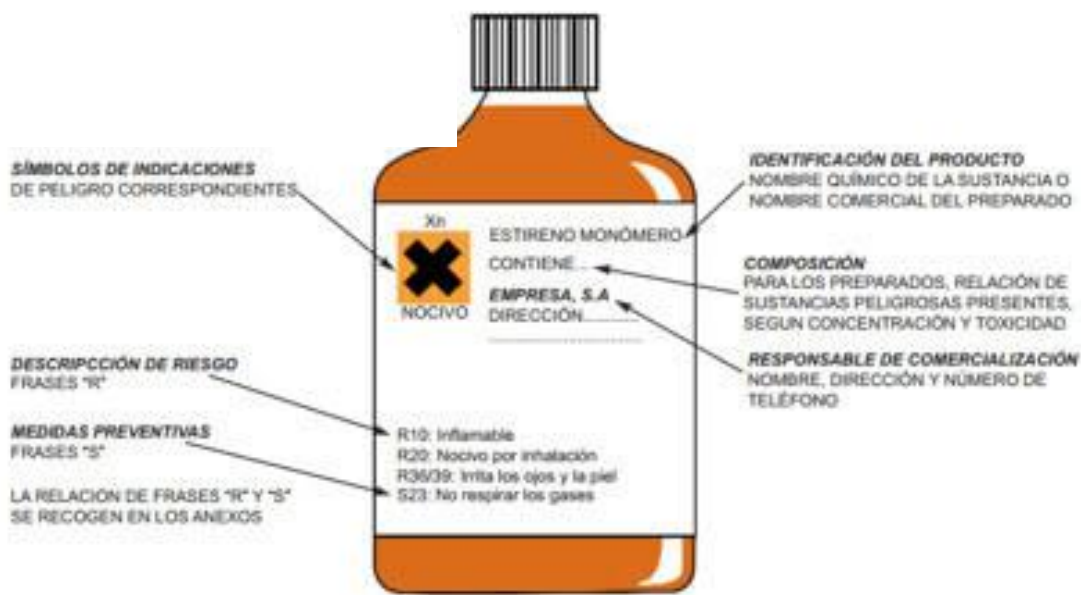 SÍMBOLOS DE INDICACIONES
DE PELIGRO CORRESPONDIENTES
DESCRIPCCIÓN DE RIESGO
FRASES "R"
MEDIDAS PREVENTIVAS
FRASES "S"
LA RELACION DE FRASES "R" Y "S"
SE RECOGEN EN LOS ANEXOS
Xn
NOCIVO
ESTIRENO MONÓMERO
CONTIENE...
EMPRESA, S.A
DIRECCIÓN..........
..............................
R10: Inflamable
R20: Nocivo por inhalación
R36/39: Irrita los ojos y la piel
S23: No respirar los gases
IDENTIFICACIÓN DEL PRODUCTO
NOMBRE QUÍMICO DE LA SUSTANCIA O
NOMBRE COMERCIAL DEL PREPARADO
COMPOSICIÓN
PARA LOS PREPARADOS, RELACIÓN DE
SUSTANCIAS PELIGROSAS PRESENTES,
SEGUN CONCENTRACIÓN Y TOXICIDAD
RESPONSABLE DE COMERCIALIZACIÓN
NOMBRE, DIRECCIÓN Y NÚMERO DE
TELÉFONO